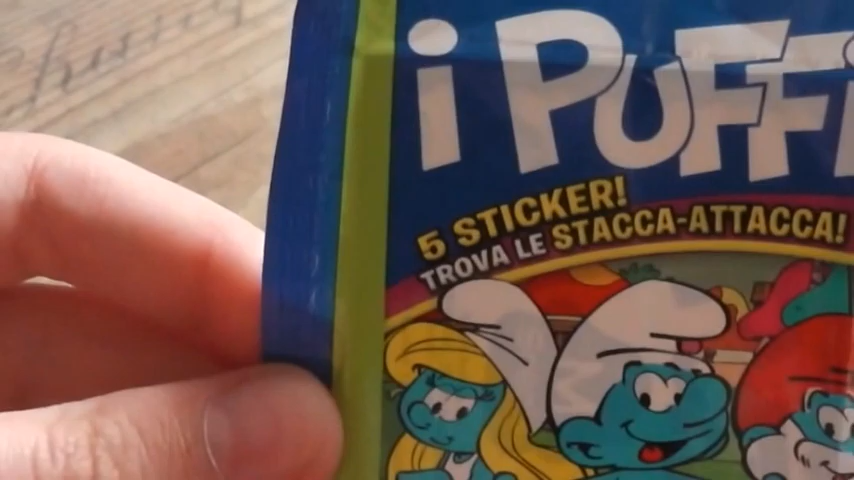 i PUFFi
5 STICKER!
TROVA LE STACCA-ATTACCA!